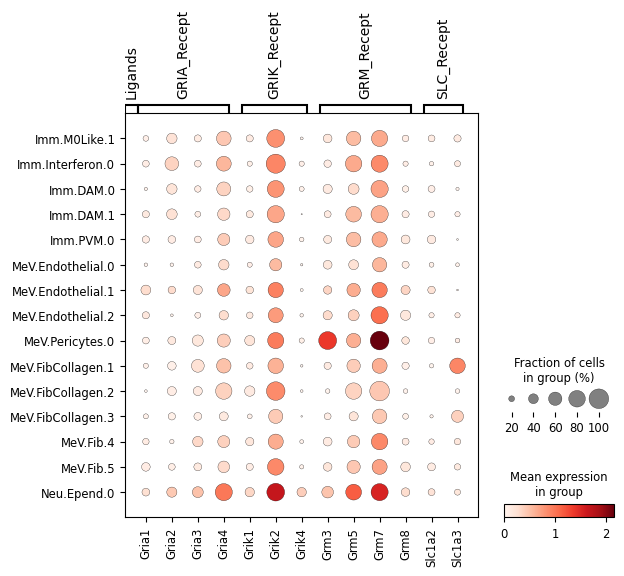 Ligands
GRIA_Recept
GRIK_Recept
GRM_Recept
SLC_Recept
Imm.M0Like.1
Imm.Interferon.0
Imm.DAM.0
Imm.DAM.1
Imm.PVM.0
MeV.Endothelial.0
MeV.Endothelial.1
MeV.Endothelial.2
MeV.Pericytes.0
MeV.FibCollagen.1
MeV.FibCollagen.2
MeV.FibCollagen.3
MeV.Fib.4
MeV.Fib.5
Neu.Epend.0
Gria1
Gria2
Gria3
Gria4
Grik1
Grik2
Grik4
Grm3
Grm5
Grm7
Grm8
Slc1a2
Slc1a3
Fraction of cells
in group (%)
20 40 60 80 100
Mean expression
in group
0 1 2